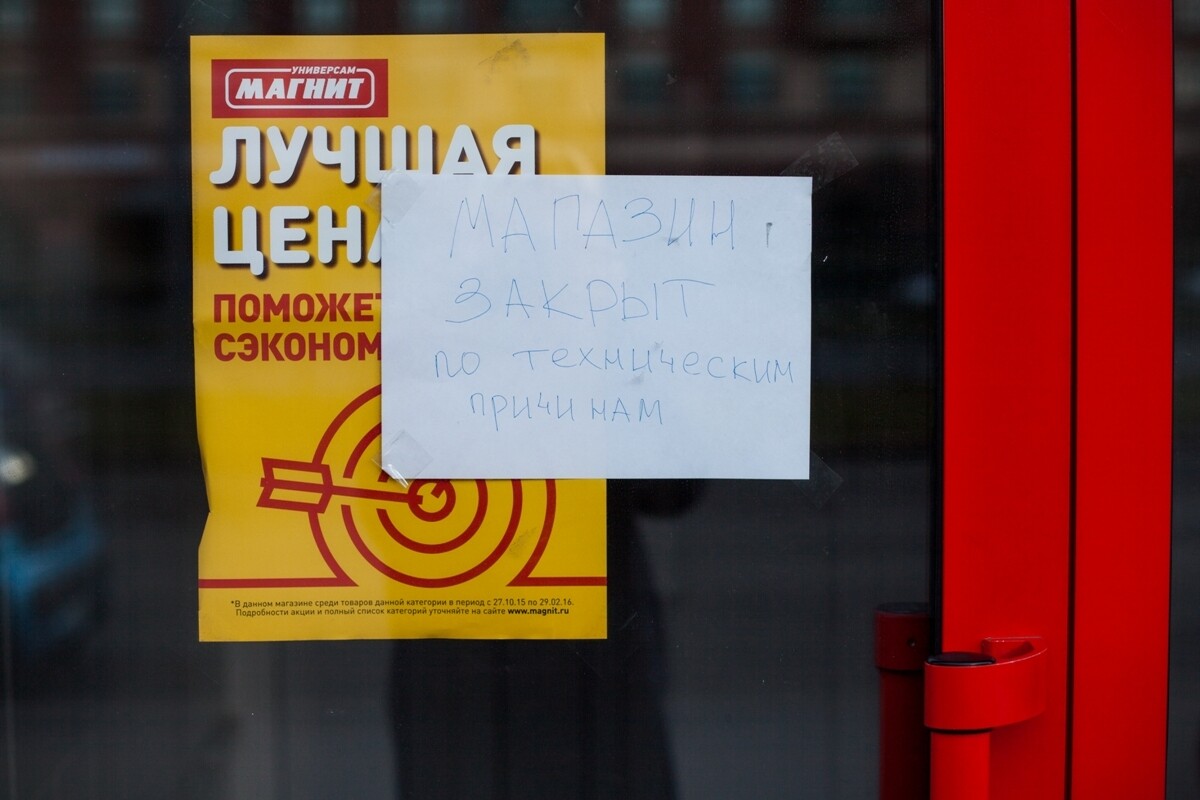 УНИВЕРСАМ
МАГНИТ
ЛУЧШАЯ
ЦЕНА
ПОМОЖЕТ
СЭКОНОМ
МАГАЗИН
ЗАКРЫТ
по техническим
причинам
*В данном магазине среди товаров данной категории в период с 27.10.15 по 29.02.16.
Подробности акции и полный список категорий уточняйте на сайте www.magnit.ru